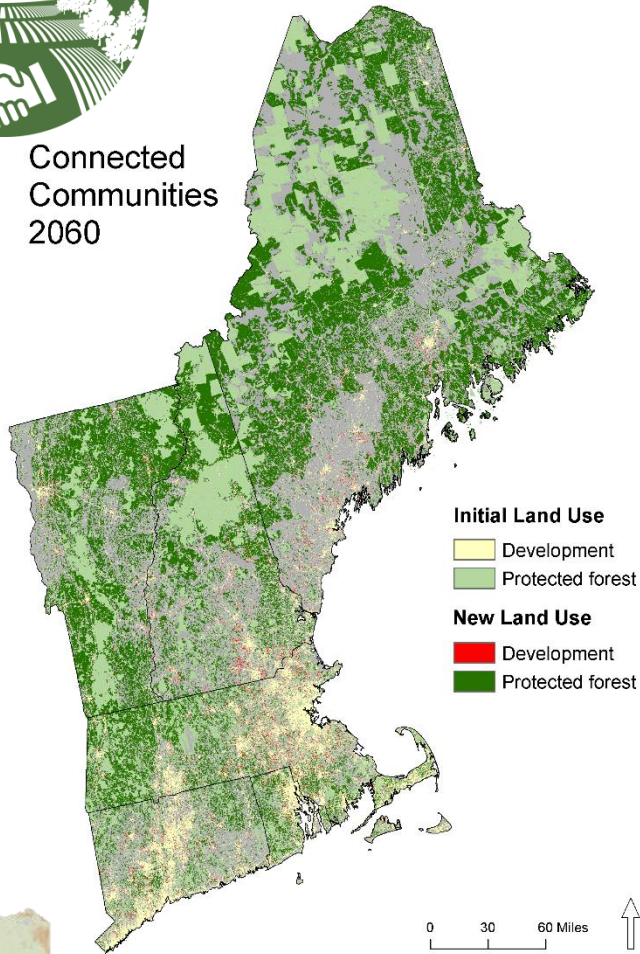 Connected
Communities
2060
Initial Land Use
Development
Protected forest
New Land Use
Development
Protected forest
0 30 60 Miles